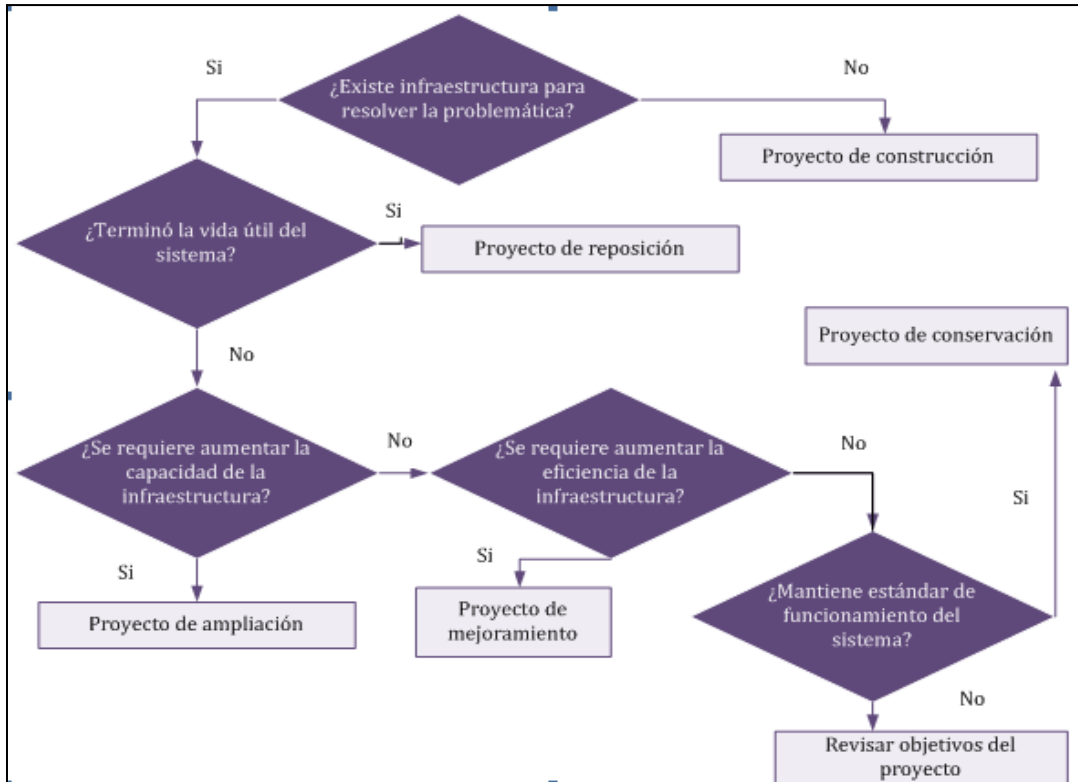 Si
¿Existe infraestructura para
resolver la problemática?
No
Proyecto de construcción
¿Terminó la vida útil del
sistema?
Si
Proyecto de reposición
No
Proyecto de conservación
¿Se requiere aumentar la
capacidad de la
infraestructura?
No
¿Se requiere aumentar la
eficiencia de la
infraestructura?
No
Si
Si
Proyecto de ampliación
Si
Proyecto de
mejoramiento
¿Mantiene estándar de
funcionamiento del
sistema?
No
Revisar objetivos del
proyecto